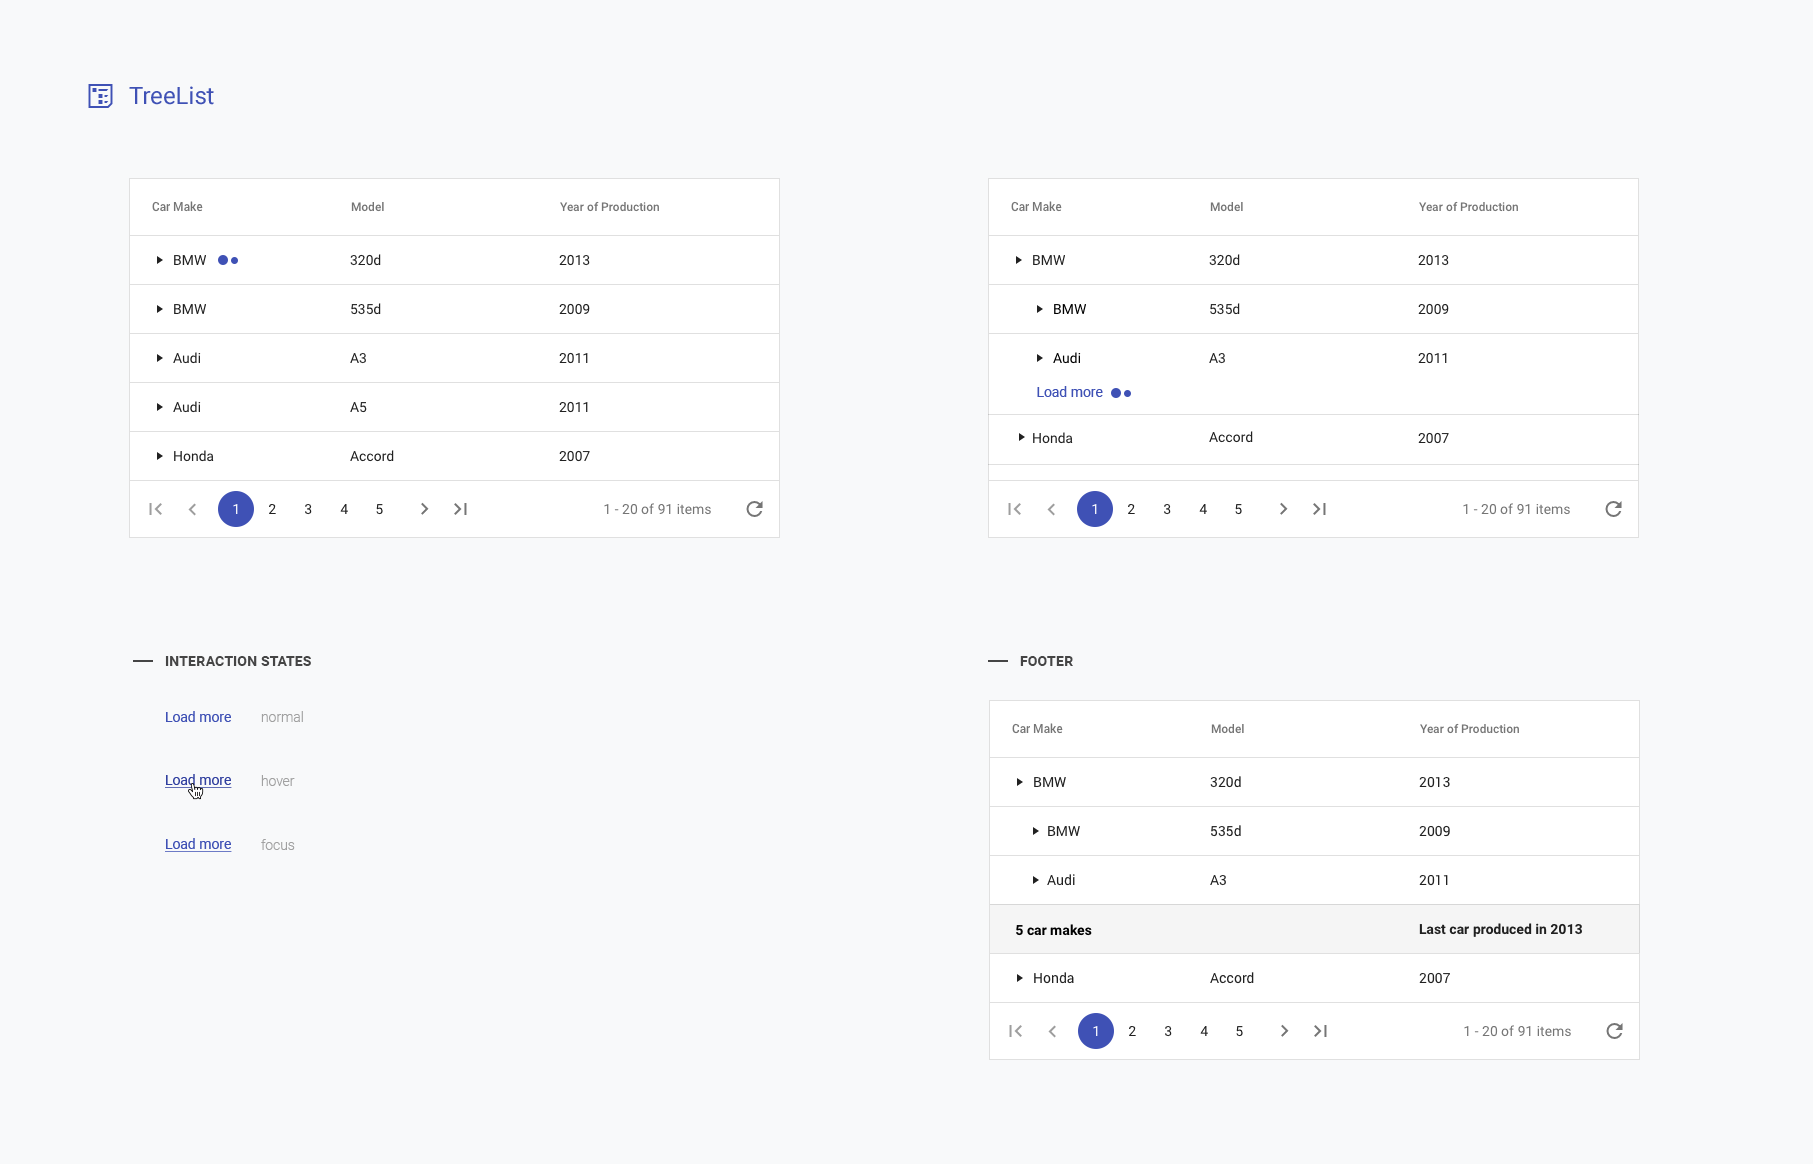 TreeList
Car Make Model Year of Production
BMW 320d 2013
BMW 535d 2009
Audi A3 2011
Audi A5 2011
Honda Accord 2007
1 2 3 4 5 1 - 20 of 91 items
Car Make Model Year of Production
BMW 320d 2013
BMW 535d 2009
Audi A3 2011
Load more
Honda Accord 2007
1 2 3 4 5 1 - 20 of 91 items
INTERACTION STATES
Load more normal
Load more hover
Load more focus
FOOTER
Car Make Model Year of Production
BMW 320d 2013
BMW 535d 2009
Audi A3 2011
5 car makes Last car produced in 2013
Honda Accord 2007
1 2 3 4 5 1 - 20 of 91 items